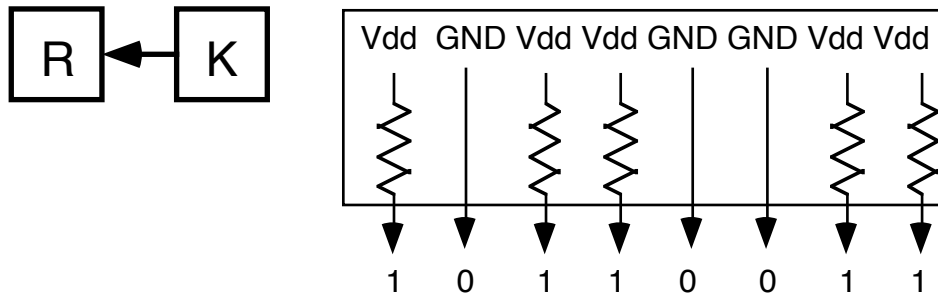 R K
Vdd GND Vdd Vdd GND GND Vdd Vdd
1 0 1 1 0 0 1 1